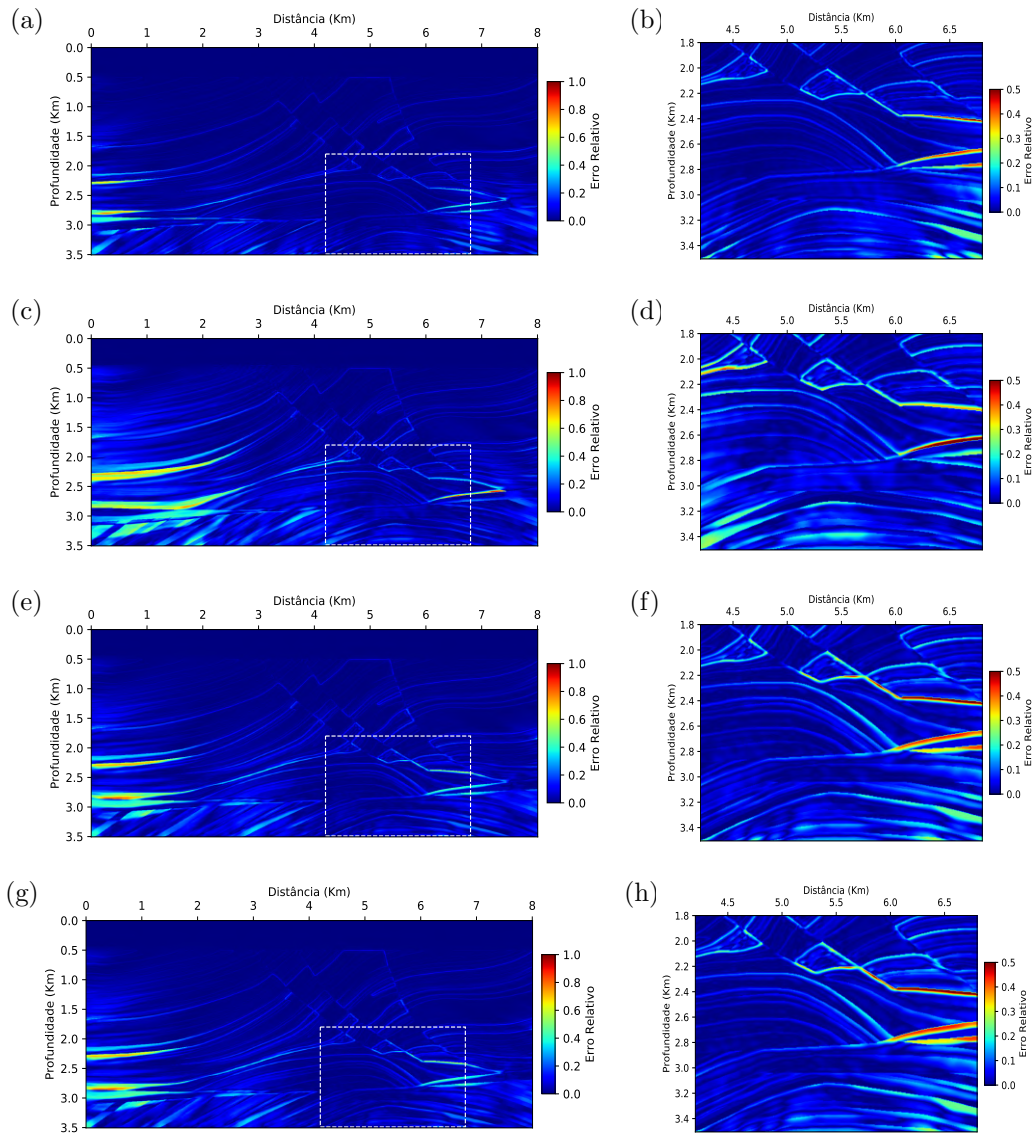 (a)
Distância (Km)
0 1 2 3 4 5 6 7 8
Profundidade (Km)
0.0
0.5
1.0
1.5
2.0
2.5
3.0
3.5
1.0
0.8
0.6
0.4
0.2
0.0
Erro Relativo
(b)
Distância (Km)
4.5 5.0 5.5 6.0 6.5
Profundidade (Km)
1.8
2.0
2.2
2.4
2.6
2.8
3.0
3.2
3.4
0.5
0.4
0.3
0.2
0.1
0.0
Erro Relativo
(c)
Distância (Km)
0 1 2 3 4 5 6 7 8
Profundidade (Km)
0.0
0.5
1.0
1.5
2.0
2.5
3.0
3.5
1.0
0.8
0.6
0.4
0.2
0.0
Erro Relativo
(d)
Distância (Km)
4.5 5.0 5.5 6.0 6.5
Profundidade (Km)
1.8
2.0
2.2
2.4
2.6
2.8
3.0
3.2
3.4
0.5
0.4
0.3
0.2
0.1
0.0
Erro Relativo
(e)
Distância (Km)
0 1 2 3 4 5 6 7 8
Profundidade (Km)
0.0
0.5
1.0
1.5
2.0
2.5
3.0
3.5
1.0
0.8
0.6
0.4
0.2
0.0
Erro Relativo
(f)
Distância (Km)
4.5 5.0 5.5 6.0 6.5
Profundidade (Km)
1.8
2.0
2.2
2.4
2.6
2.8
3.0
3.2
3.4
0.5
0.4
0.3
0.2
0.1
0.0
Erro Relativo
(g)
Distância (Km)
0 1 2 3 4 5 6 7 8
Profundidade (Km)
0.0
0.5
1.0
1.5
2.0
2.5
3.0
3.5
1.0
0.8
0.6
0.4
0.2
0.0
Erro Relativo
(h)
Distância (Km)
4.5 5.0 5.5 6.0 6.5
Profundidade (Km)
1.8
2.0
2.2
2.4
2.6
2.8
3.0
3.2
3.4
0.5
0.4
0.3
0.2
0.1
0.0
Erro Relativo